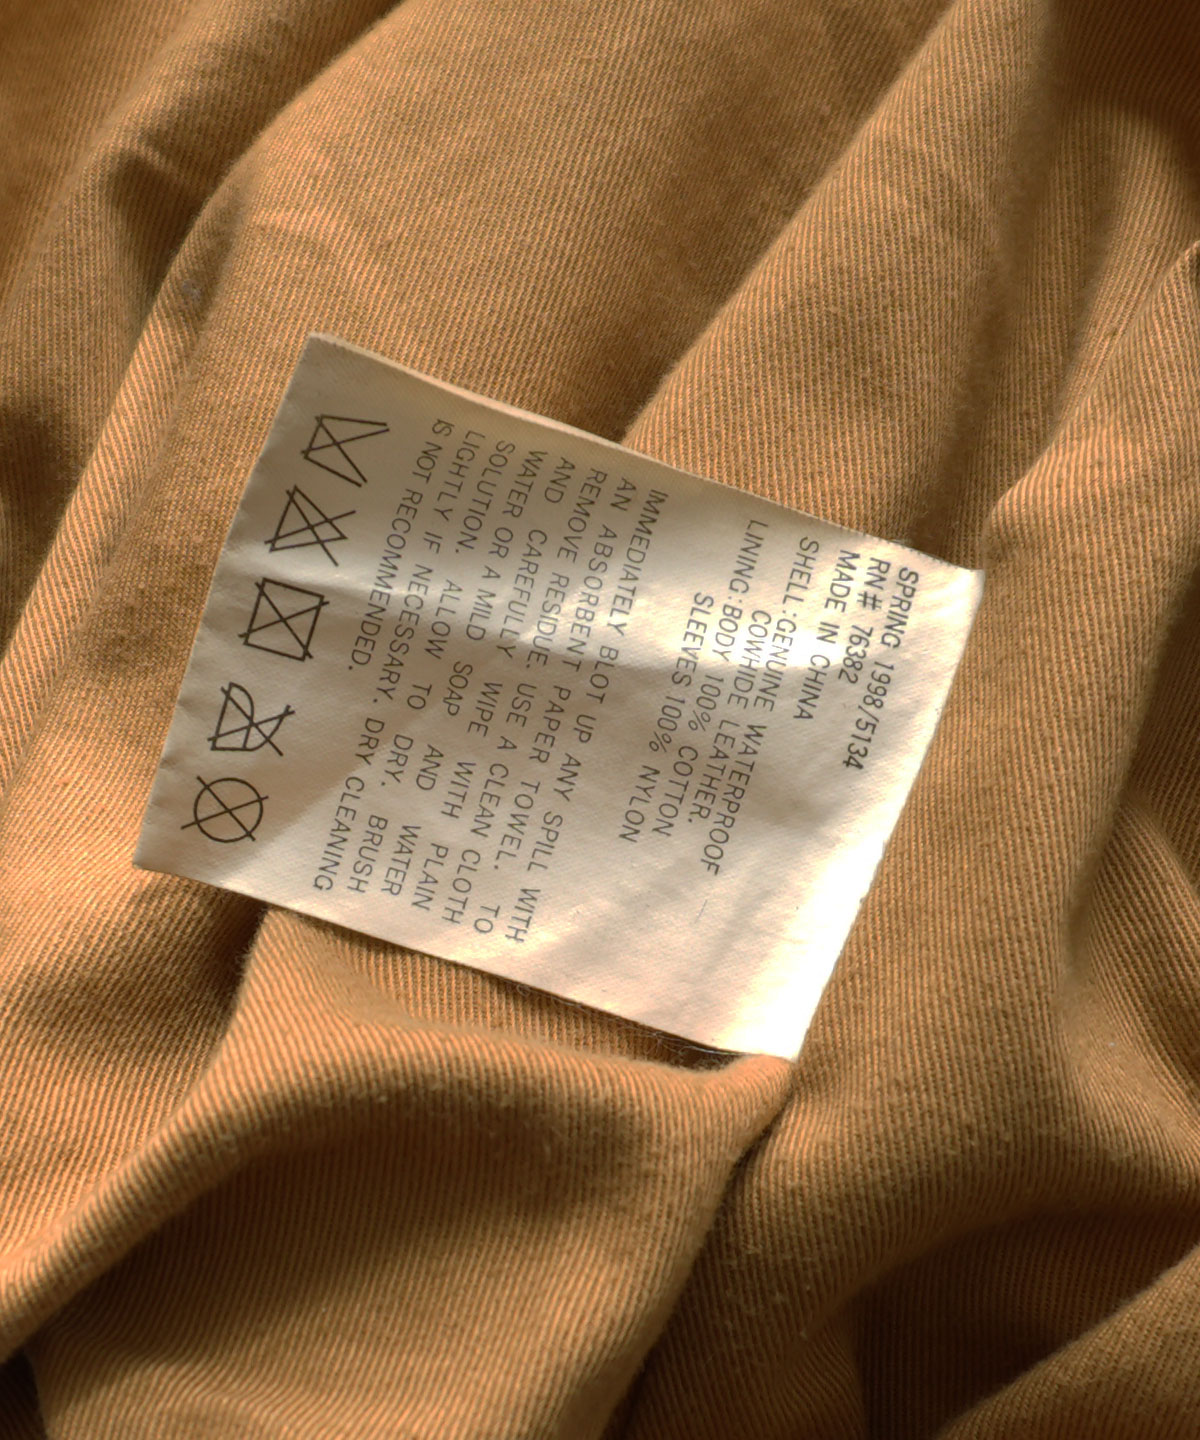 SPRING 1998/5134
RN# 76382
MADE IN CHINA
SHELL:GENUINE WATERPROOF
COWHIDE LEATHER.
LINING:BODY 100% COTTON
SLEEVES 100% NYLON
IMMEDIATELY BLOT UP ANY SPILL WITH
AN ABSORBENT PAPER TOWEL. TO
REMOVE RESIDUE. USE A CLEAN CLOTH
AND CAREFULLY WIPE WITH PLAIN
WATER OR A MILD SOAP AND WATER
SOLUTION. ALLOW TO DRY. BRUSH
LIGHTLY IF NECESSARY. DRY CLEANING
IS NOT RECOMMENDED.